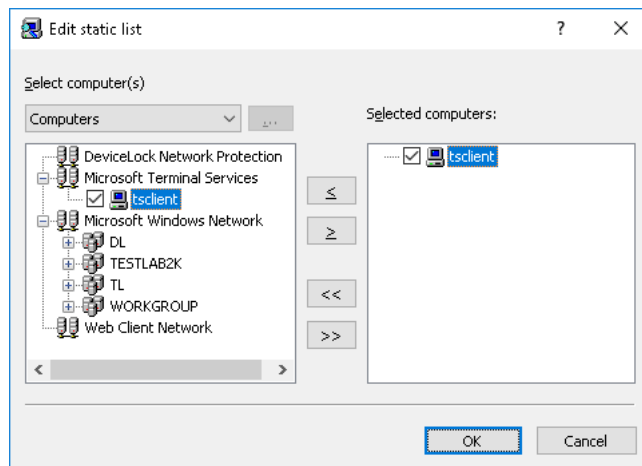 Edit static list
?
Select computer(s)
Computers
...
Selected computers:
DeviceLock Network Protection
Microsoft Terminal Services
tsclient
Microsoft Windows Network
DL
TESTLAB2K
TL
WORKGROUP
Web Client Network
<
>
<<
>>
tsclient
OK
Cancel